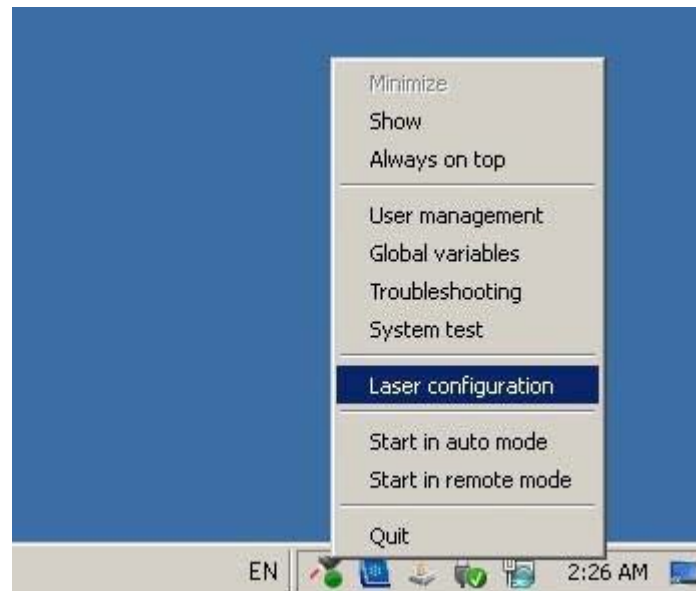 Minimize
Show
Always on top
User management
Global variables
Troubleshooting
System test
Laser configuration
Start in auto mode
Start in remote mode
Quit
EN 2:26 AM